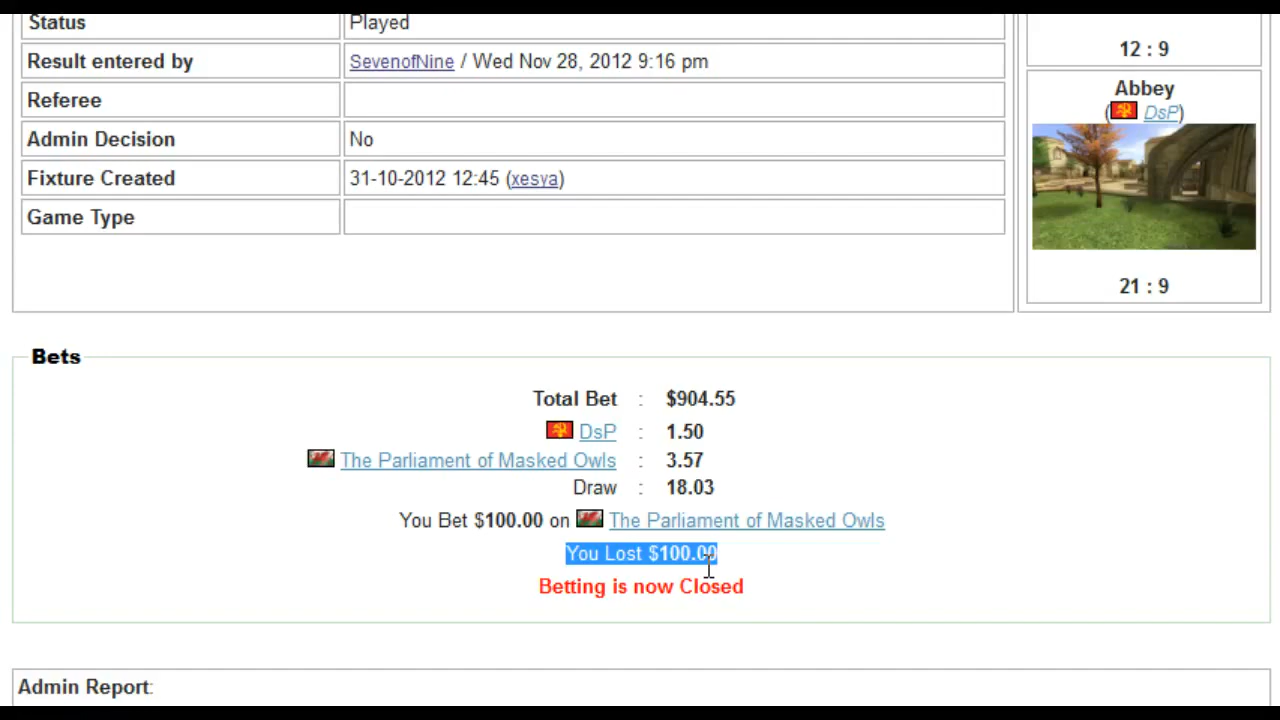 Status Played
Result entered by SevenofNine / Wed Nov 28, 2012 9:16 pm
Referee
Admin Decision No
Fixture Created 31-10-2012 12:45 (xesya)
Game Type
12 : 9
Abbey
(DsP)
21 : 9
Bets
Total Bet : $904.55
DsP : 1.50
The Parliament of Masked Owls : 3.57
Draw : 18.03
You Bet $100.00 on The Parliament of Masked Owls
You Lost $100.00
Betting is now Closed
Admin Report: